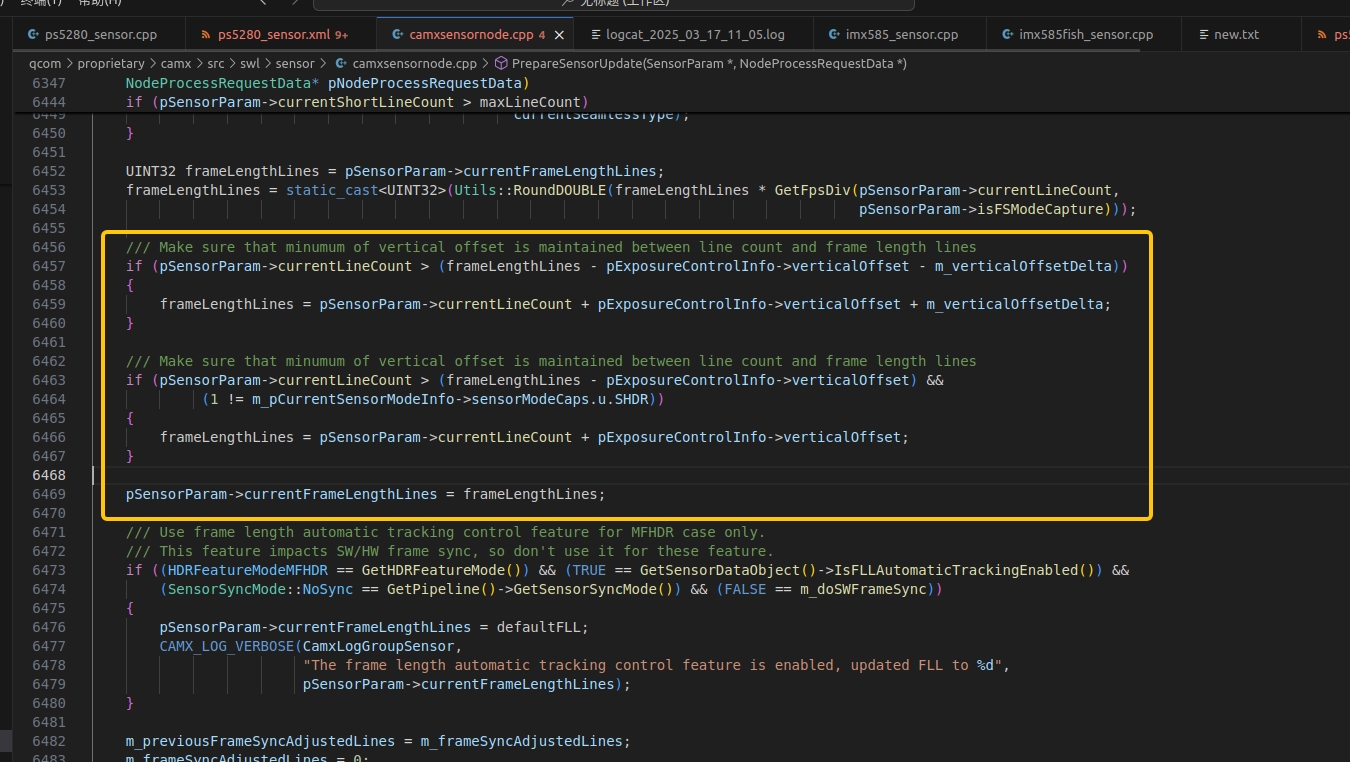 终端(T) 帮助(H)
无标题 (工作区)
ps5280_sensor.cpp
ps5280_sensor.xml 9+
camxsensornode.cpp 4
logcat_2025_03_17_11_05.log
imx585_sensor.cpp
imx585fish_sensor.cpp
new.txt
ps5
qcom > proprietary > camx > src > swl > sensor > camxsensornode.cpp > PrepareSensorUpdate(SensorParam *, NodeProcessRequestData *)
6347 NodeProcessRequestData* pNodeProcessRequestData)
6444 if (pSensorParam->currentShortLineCount > maxLineCount)
6449 currentSeamlessType);
6450 }
6451
6452 UINT32 frameLengthLines = pSensorParam->currentFrameLengthLines;
6453 frameLengthLines = static_cast<UINT32>(Utils::RoundDOUBLE(frameLengthLines * GetFpsDiv(pSensorParam->currentLineCount,
6454 pSensorParam->isFSModeCapture)));
6455
6456 /// Make sure that minumum of vertical offset is maintained between line count and frame length lines
6457 if (pSensorParam->currentLineCount > (frameLengthLines - pExposureControlInfo->verticalOffset - m_verticalOffsetDelta))
6458 {
6459 frameLengthLines = pSensorParam->currentLineCount + pExposureControlInfo->verticalOffset + m_verticalOffsetDelta;
6460 }
6461
6462 /// Make sure that minumum of vertical offset is maintained between line count and frame length lines
6463 if (pSensorParam->currentLineCount > (frameLengthLines - pExposureControlInfo->verticalOffset) &&
6464 (1 != m_pCurrentSensorModeInfo->sensorModeCaps.u.SHDR))
6465 {
6466 frameLengthLines = pSensorParam->currentLineCount + pExposureControlInfo->verticalOffset;
6467 }
6468
6469 pSensorParam->currentFrameLengthLines = frameLengthLines;
6470
6471 /// Use frame length automatic tracking control feature for MFHDR case only.
6472 /// This feature impacts SW/HW frame sync, so don't use it for these feature.
6473 if ((HDRFeatureModeMFHDR == GetHDRFeatureMode()) && (TRUE == GetSensorDataObject()->IsFLLAutomaticTrackingEnabled()) &&
6474 (SensorSyncMode::NoSync == GetPipeline()->GetSensorSyncMode()) && (FALSE == m_doSWFrameSync))
6475 {
6476 pSensorParam->currentFrameLengthLines = defaultFLL;
6477 CAMX_LOG_VERBOSE(CamxLogGroupSensor,
6478 "The frame length automatic tracking control feature is enabled, updated FLL to %d",
6479 pSensorParam->currentFrameLengthLines);
6480 }
6481
6482 m_previousFrameSyncAdjustedLines = m_frameSyncAdjustedLines;
6483 m_frameSyncAdjustedLines = 0;